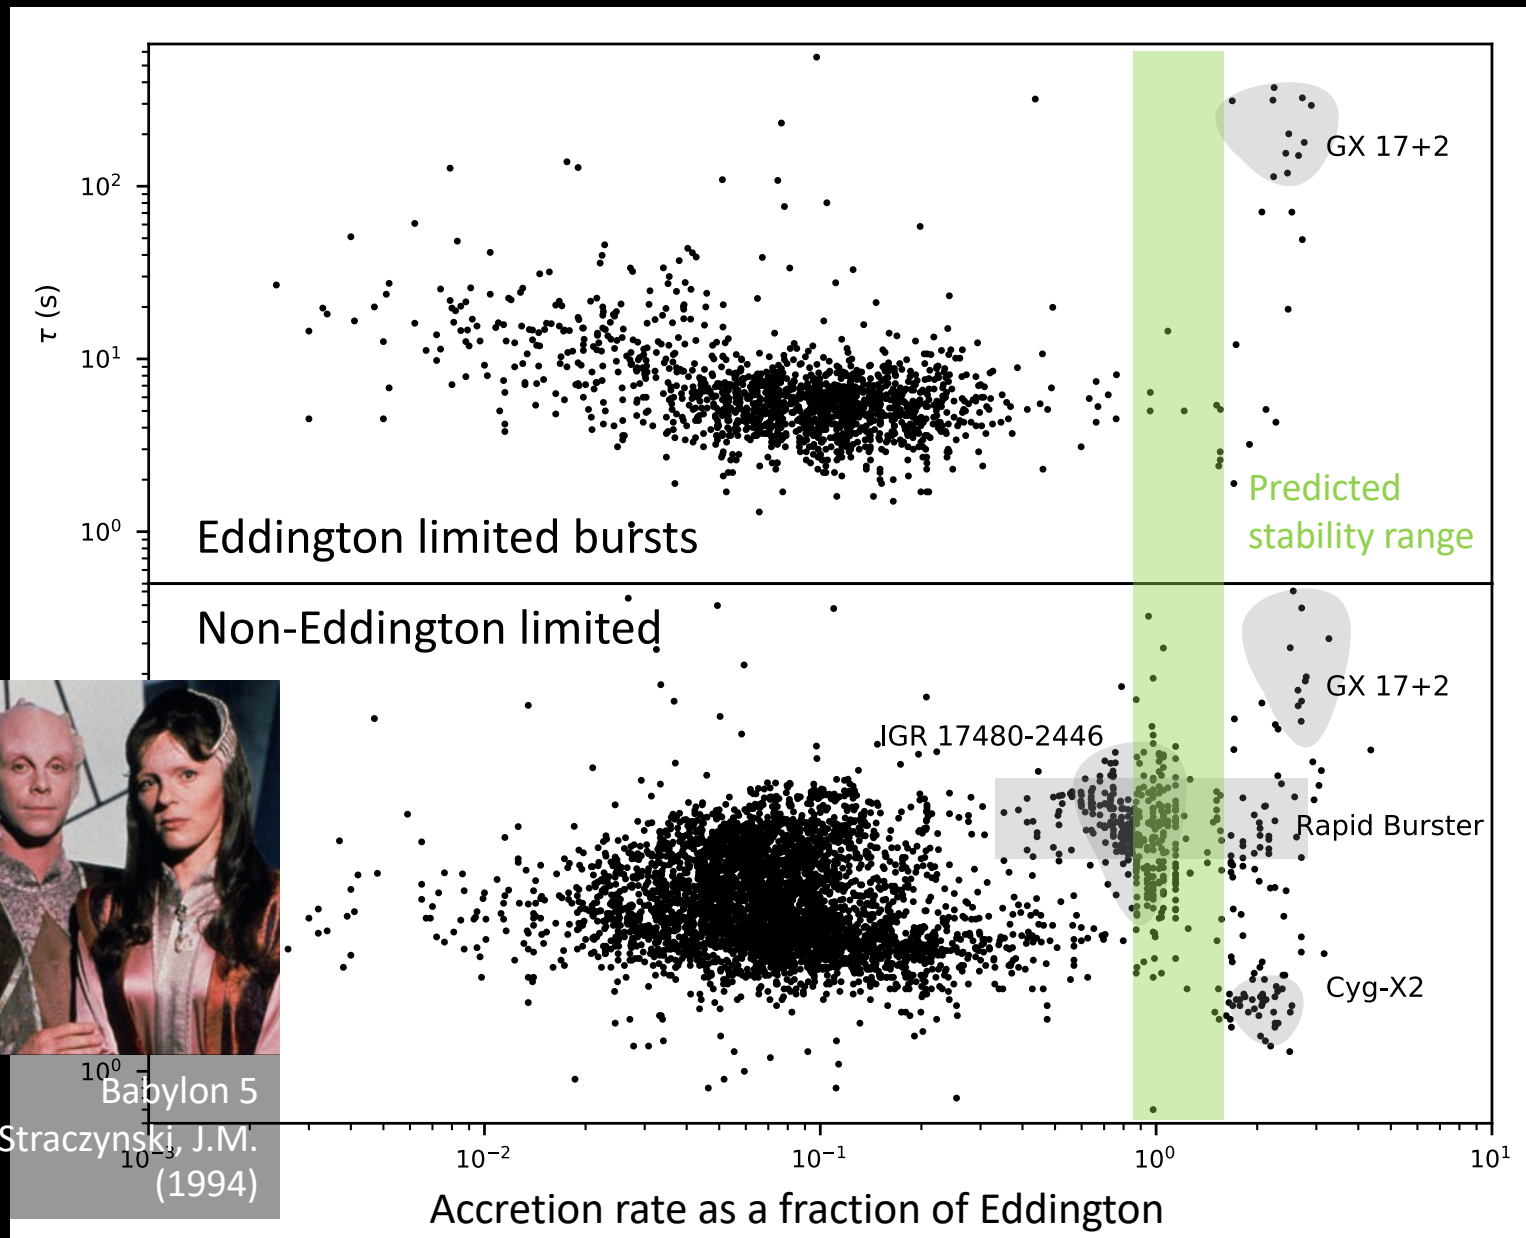 10²
τ (s)
10¹
10⁰
GX 17+2
Predicted
stability range
Eddington limited bursts
Non-Eddington limited
GX 17+2
IGR 17480-2446
Rapid Burster
Cyg-X2
10⁰
Babylon 5
Straczynski, J.M.
(1994)
10⁻³
10⁻²
10⁻¹
10⁰
10¹
Accretion rate as a fraction of Eddington